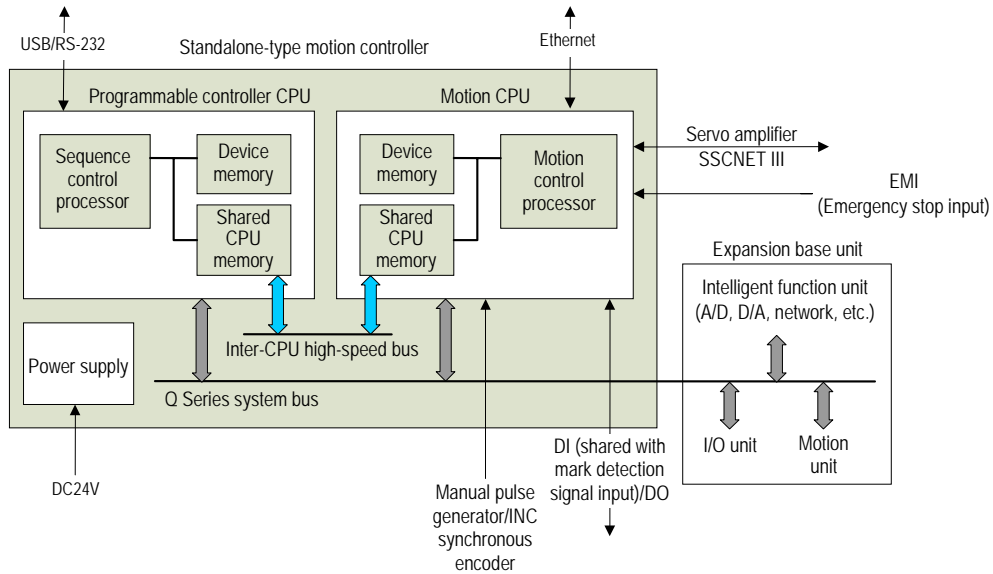 USB/RS-232
Standalone-type motion controller
Ethernet
Programmable controller CPU
Motion CPU
Sequence
control
processor
Device
memory
Shared
CPU
memory
Device
memory
Shared
CPU
memory
Motion
control
processor
Servo amplifier
SSCNET III
EMI
(Emergency stop input)
Expansion base unit
Intelligent function unit
(A/D, D/A, network, etc.)
Inter-CPU high-speed bus
Power supply
Q Series system bus
I/O unit
Motion
unit
DC24V
Manual pulse
generator/INC
synchronous
encoder
DI (shared with
mark detection
signal input)/DO